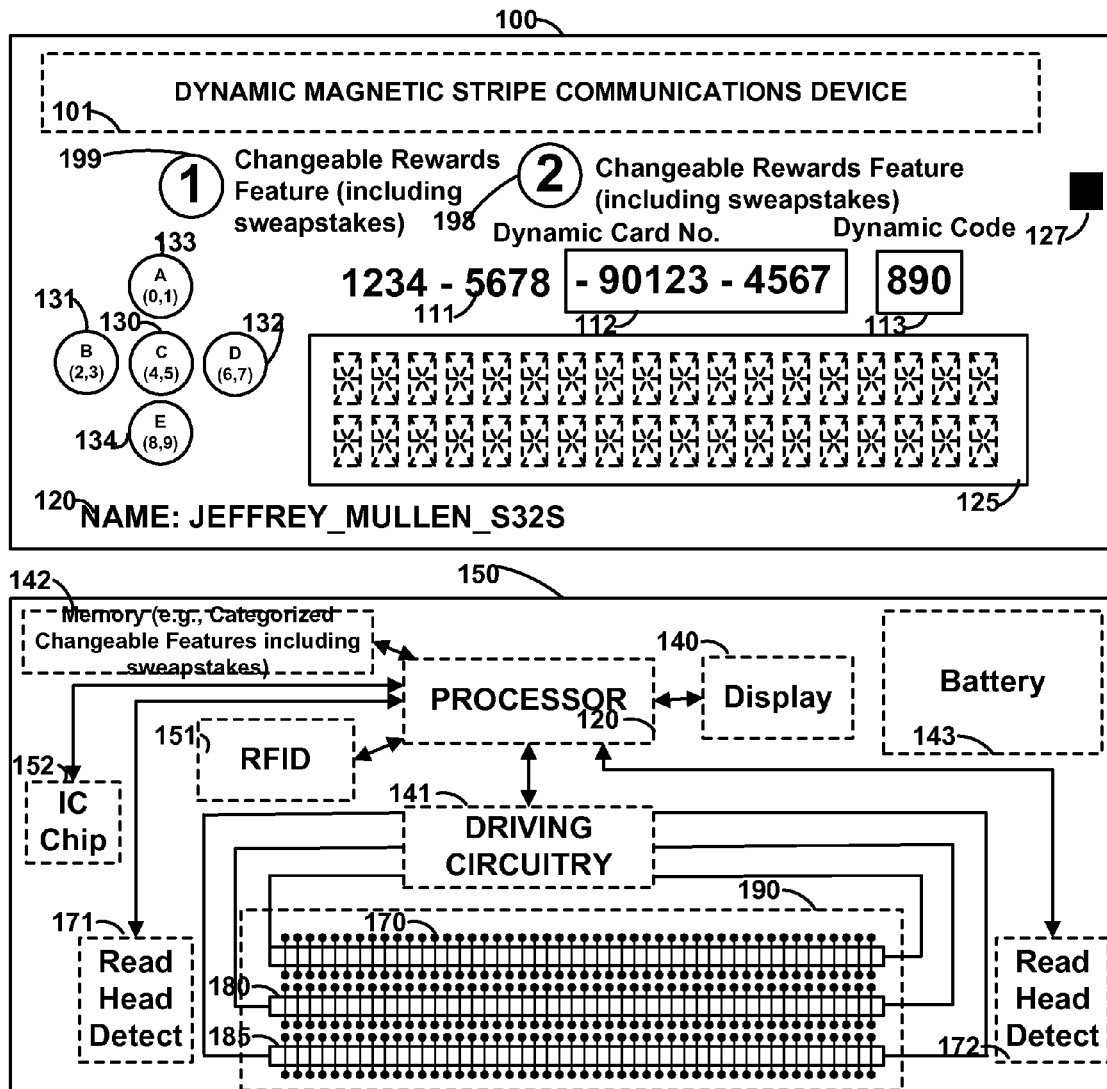 100
DYNAMIC MAGNETIC STRIPE COMMUNICATIONS DEVICE
101
199
1 Changeable Rewards
Feature (including
sweapstakes)
198
2 Changeable Rewards Feature
(including sweapstakes)
127
133
Dynamic Card No.
Dynamic Code
A
(0,1)
1234 - 5678 - 90123 - 4567 890
131
130
132
111
112
113
B
(2,3)
C
(4,5)
D
(6,7)
134
E
(8,9)
125
120
NAME: JEFFREY_MULLEN_S32S
142
150
Memory (e.g., Categorized
Changeable Features including
sweapstakes)
140
PROCESSOR
120
Display
Battery
143
151
RFID
152
IC
Chip
141
DRIVING
CIRCUITRY
190
171
170
Read
Head
Detect
180
185
Read
Head
Detect
172